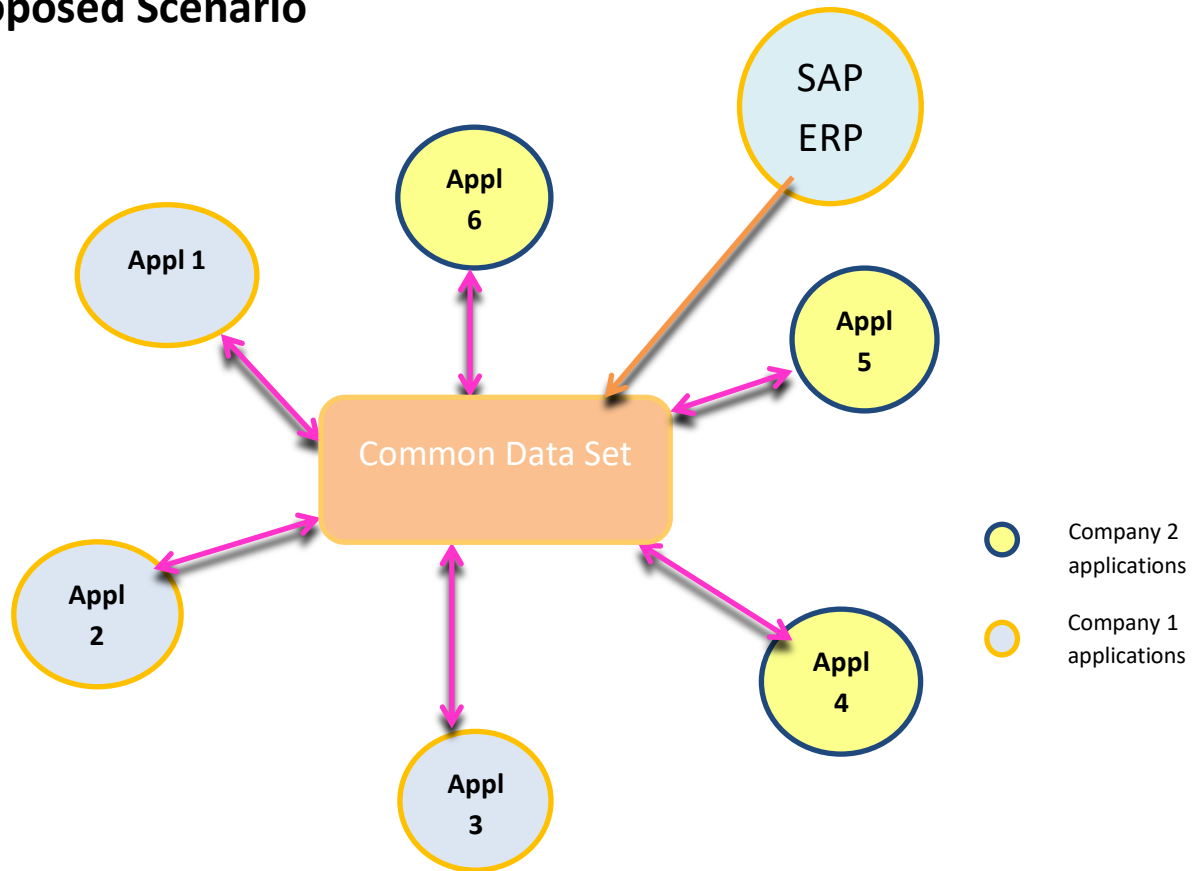 posed Scenario
SAP
ERP
Appl
6
Appl 1
Appl
5
Common Data Set
Company 2
applications
Appl
2
Company 1
applications
Appl
4
Appl
3